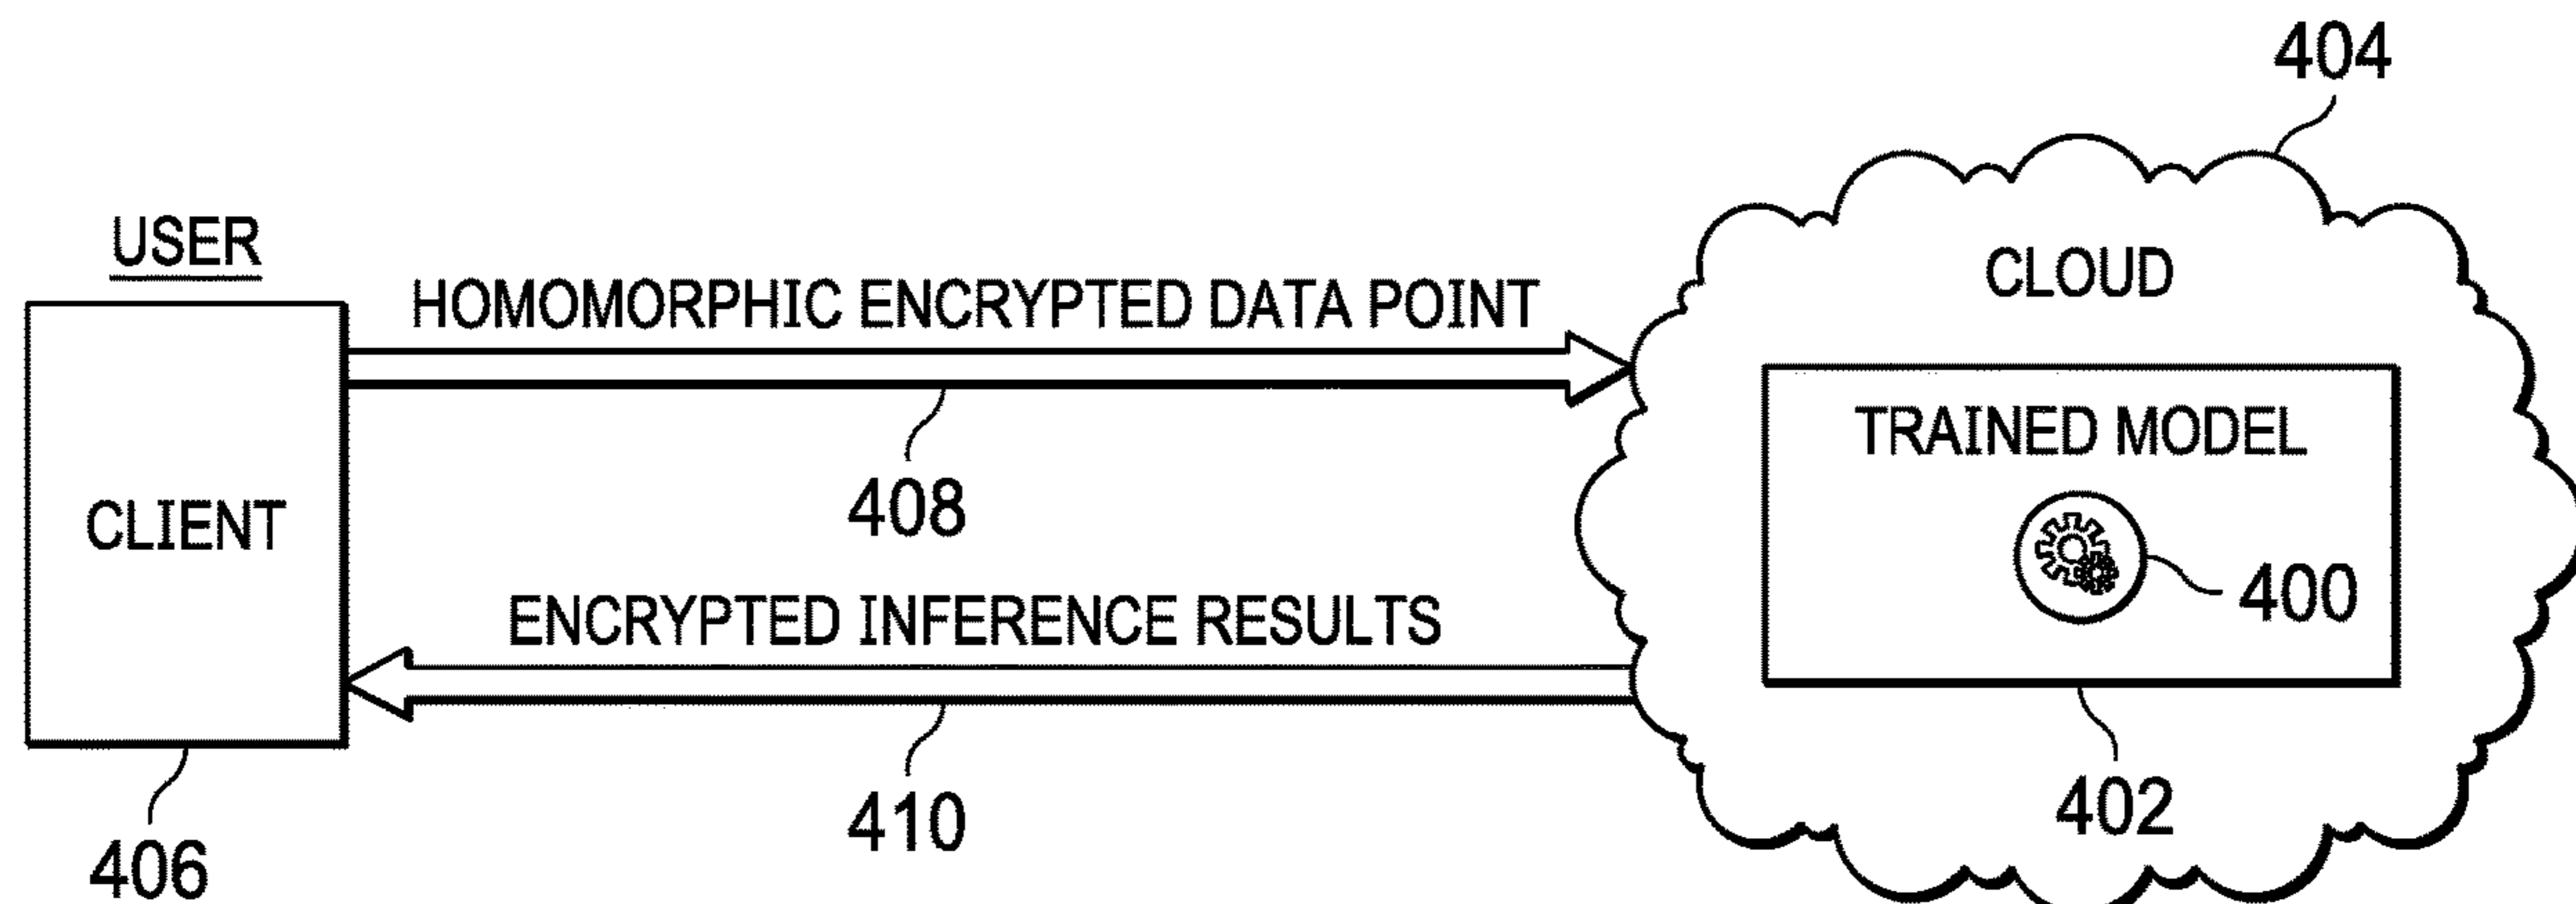 404
USER
CLOUD
HOMOMORPHIC ENCRYPTED DATA POINT
TRAINED MODEL
CLIENT
408
400
ENCRYPTED INFERENCE RESULTS
402
410
406